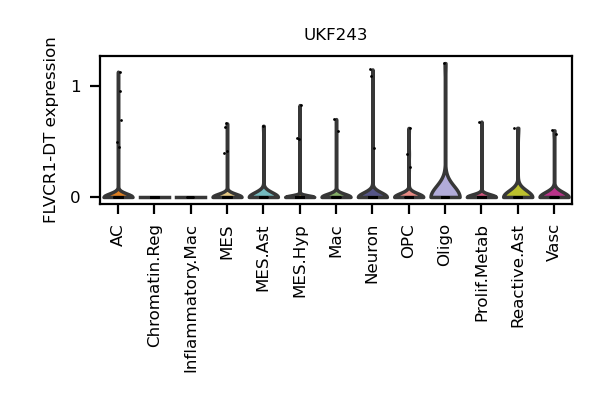 UKF243
FLVCR1-DT expression
1
0
AC
Chromatin.Reg
Inflammatory.Mac
MES
MES.Ast
MES.Hyp
Mac
Neuron
OPC
Oligo
Prolif.Metab
Reactive.Ast
Vasc